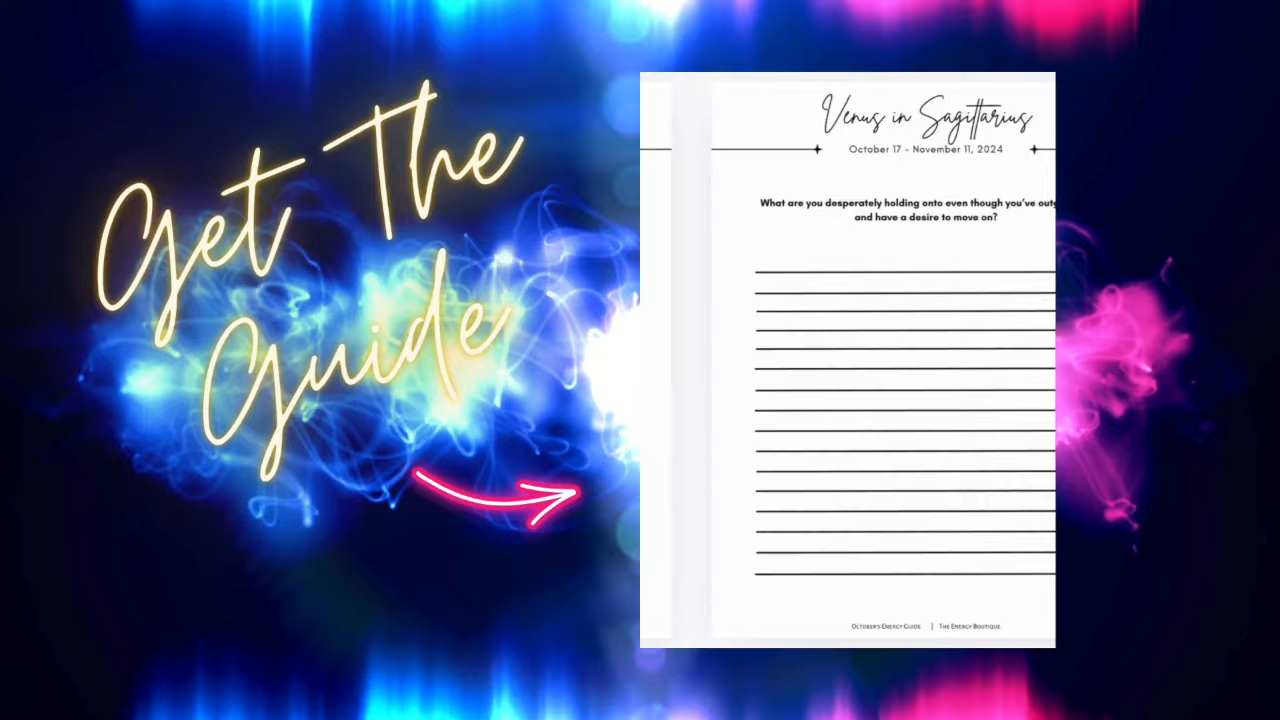 Get The
Guide
Venus in Sagittarius
October 17 - November 11, 2024
What are you desperately holding onto even though you've
and have a desire to move on?
October's Energy Guide | The Energy Boutique